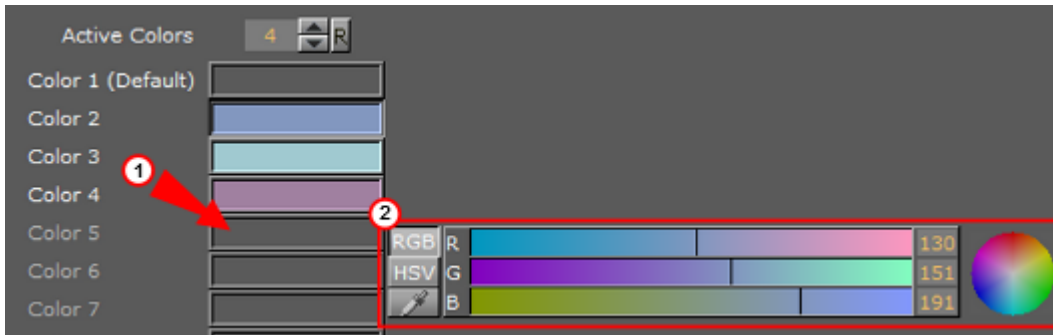 Active Colors 4 R
Color 1 (Default)
Color 2
Color 3
1
Color 4
2
Color 5
RGB R 130
Color 6
HSV G 151
Color 7
B 191